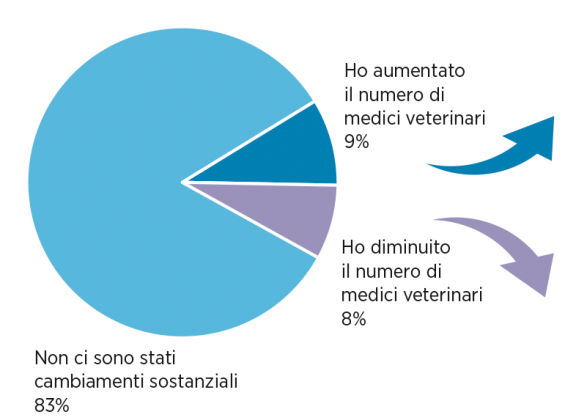 Ho aumentato
il numero di
medici veterinari
9%
Ho diminuito
il numero di
medici veterinari
8%
Non ci sono stati
cambiamenti sostanziali
83%